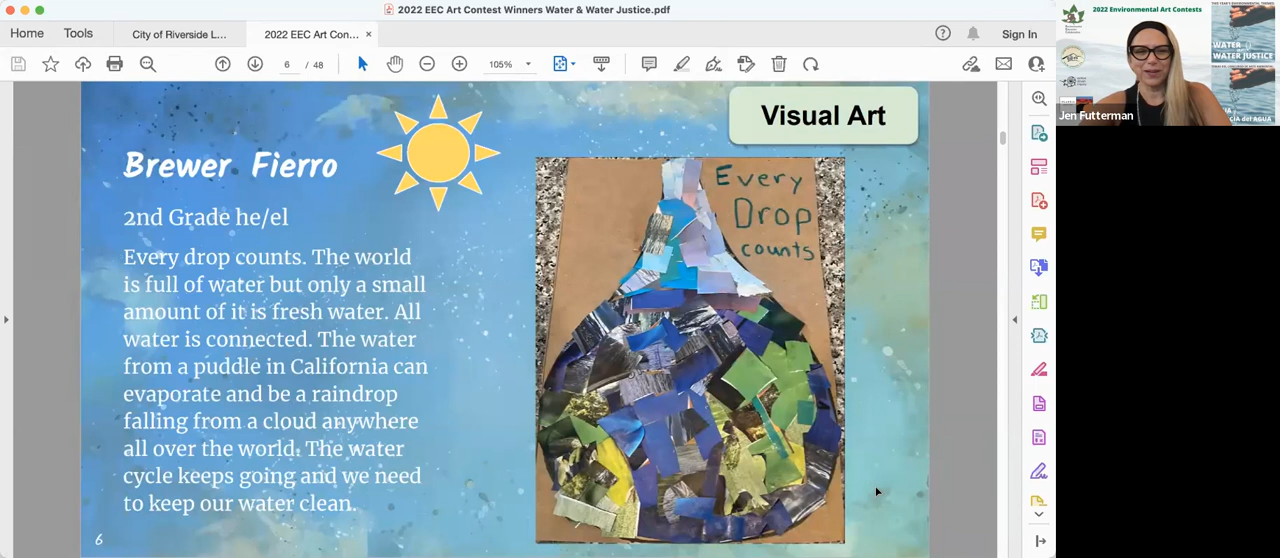 2022 EEC Art Contest Winners Water & Water Justice.pdf
Home
Tools
City of Riverside L...
2022 EEC Art Con...
Sign In
6 / 48
105%
Visual Art
Brewer Fierro
2nd Grade he/el
Every drop counts. The world
is full of water but only a small
amount of it is fresh water. All
water is connected. The water
from a puddle in California can
evaporate and be a raindrop
falling from a cloud anywhere
all over the world. The water
cycle keeps going and we need
to keep our water clean.
6
Every
Drop
counts
2022 Environmental Art Contests
WATER
WATER JUSTICE
del AGUA
Jen Futterman